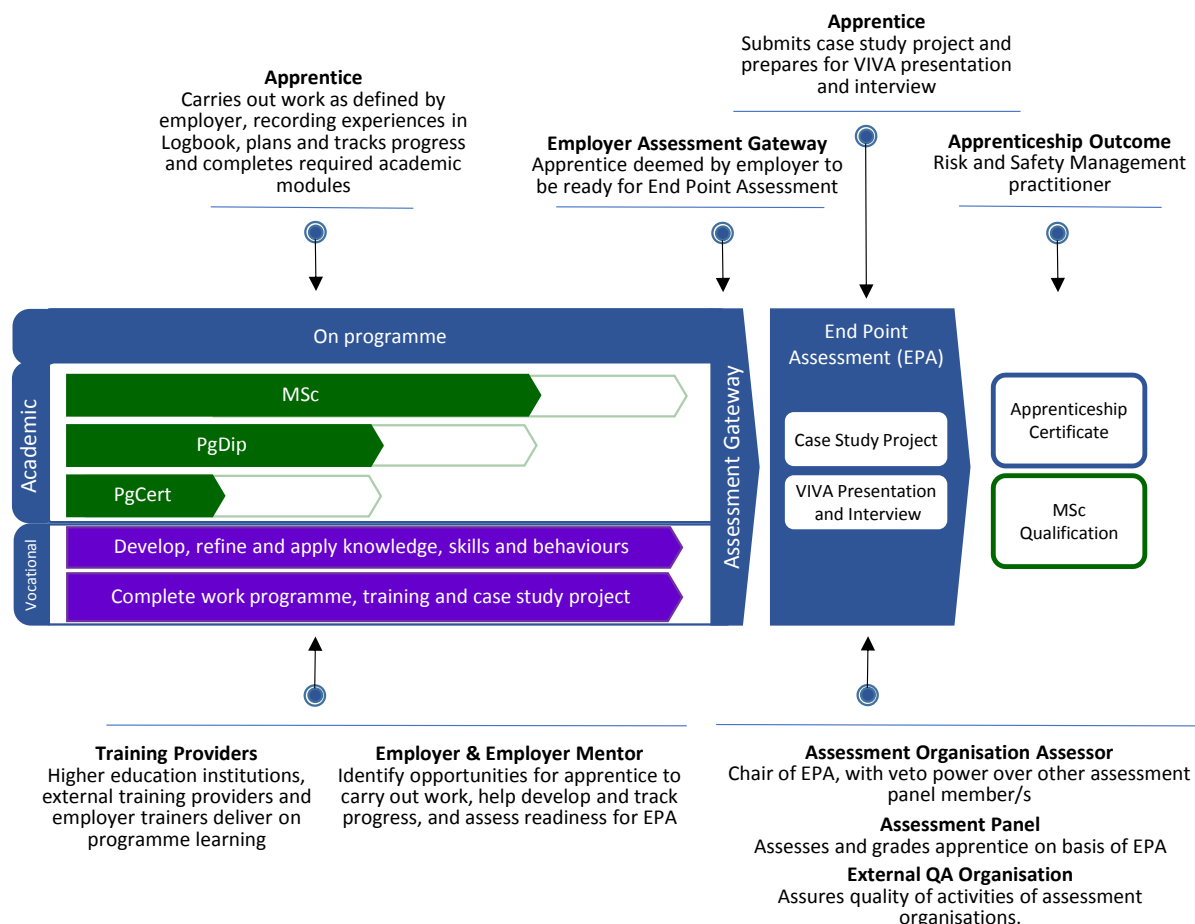 Apprentice
Submits case study project and
prepares for VIVA presentation
and interview
Apprentice
Carries out work as defined by
employer, recording experiences in
Logbook, plans and tracks progress
and completes required academic
modules
Employer Assessment Gateway
Apprentice deemed by employer to
be ready for End Point Assessment
Apprenticeship Outcome
Risk and Safety Management
practitioner
On programme
Academic
MSc
PgDip
PgCert
Vocational
Develop, refine and apply knowledge, skills and behaviours
Complete work programme, training and case study project
Assessment Gateway
End Point
Assessment (EPA)
Case Study Project
VIVA Presentation
and Interview
Apprenticeship
Certificate
MSc
Qualification
Training Providers
Higher education institutions,
external training providers and
employer trainers deliver on
programme learning
Employer & Employer Mentor
Identify opportunities for apprentice to
carry out work, help develop and track
progress, and assess readiness for EPA
Assessment Organisation Assessor
Chair of EPA, with veto power over other assessment
panel member/s
Assessment Panel
Assesses and grades apprentice on basis of EPA
External QA Organisation
Assures quality of activities of assessment
organisations.